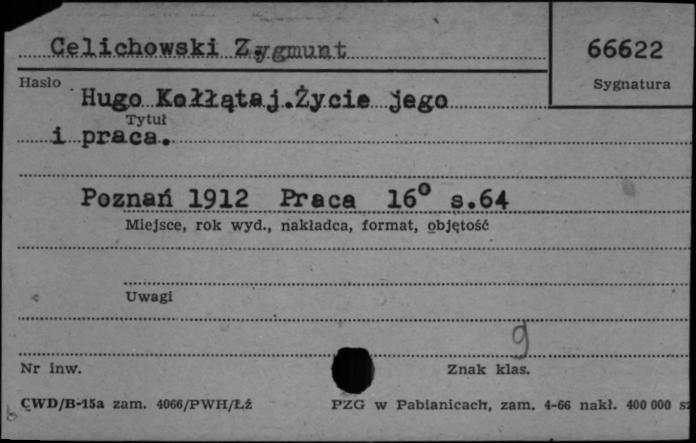 Celichowski Zygmunt
66622
Hasło
Sygnatura
Hugo Kołłątaj.Życie jego
Tytuł
i praca.
Poznań 1912 Praca 16° s.64
Miejsce, rok wyd., nakładca, format, objętość
Uwagi
9
Nr inw.
Znak klas.
CWD/B-15a zam. 4066/PWH/Łź
PZG w Pabianicach, zam. 4-66 nakł. 400 000